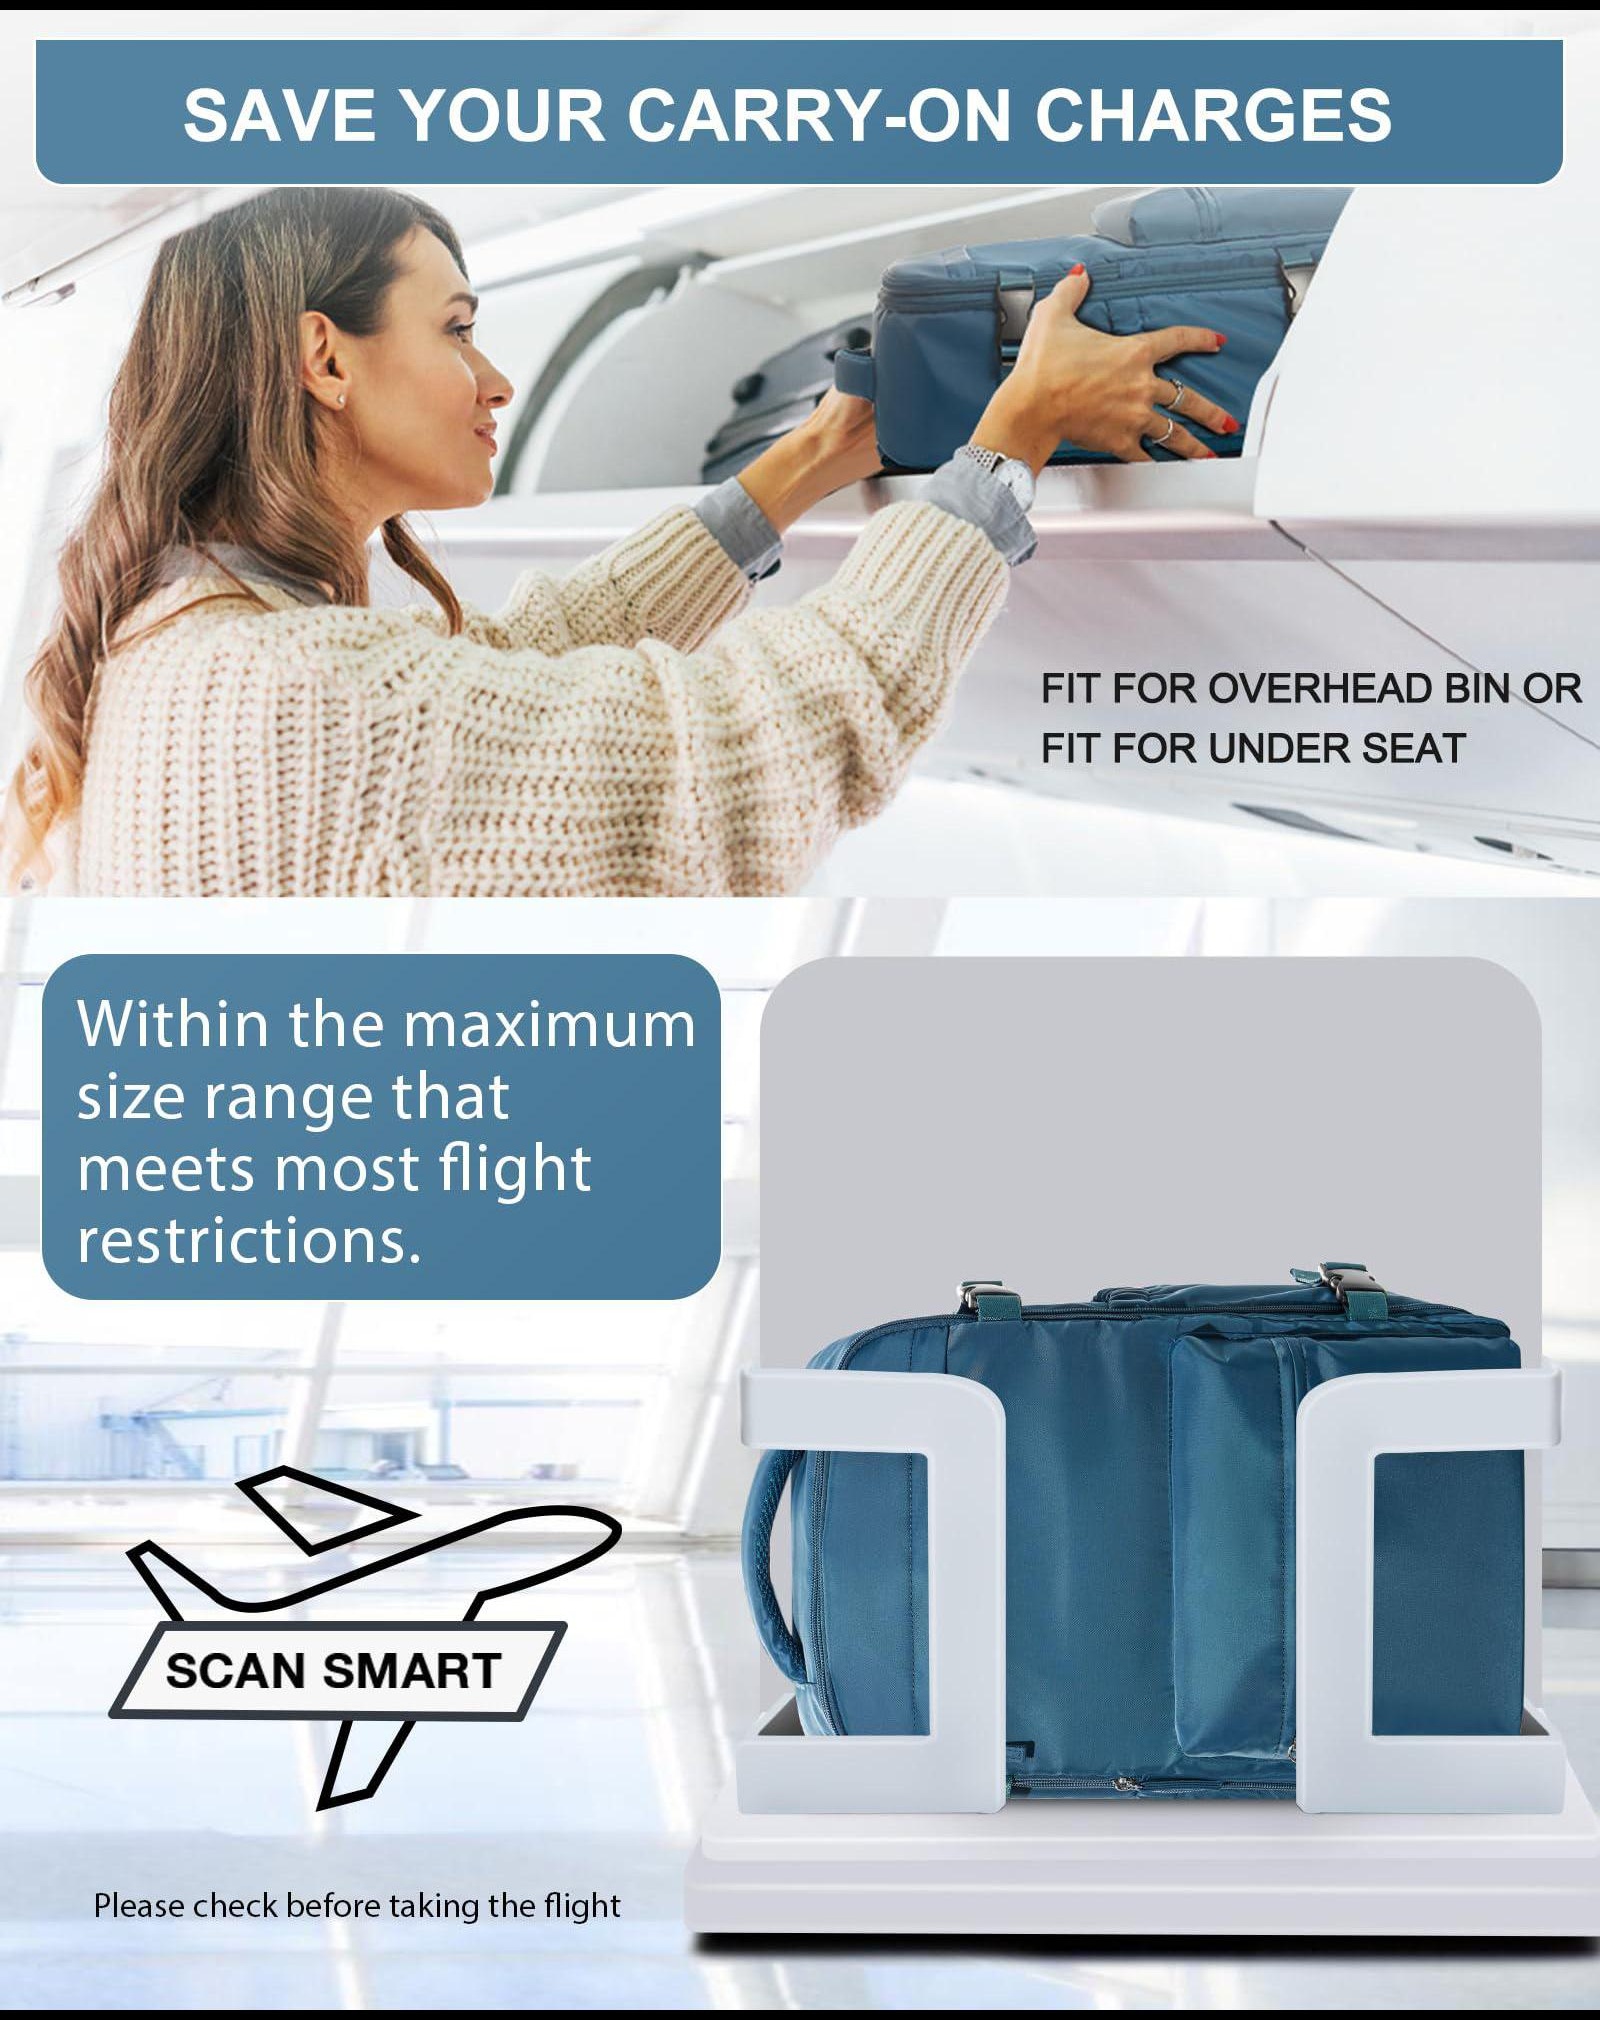 SAVE YOUR CARRY-ON CHARGES
FIT FOR OVERHEAD BIN OR
FIT FOR UNDER SEAT
Within the maximum
size range that
meets most flight
restrictions.
SCAN SMART
Please check before taking the flight